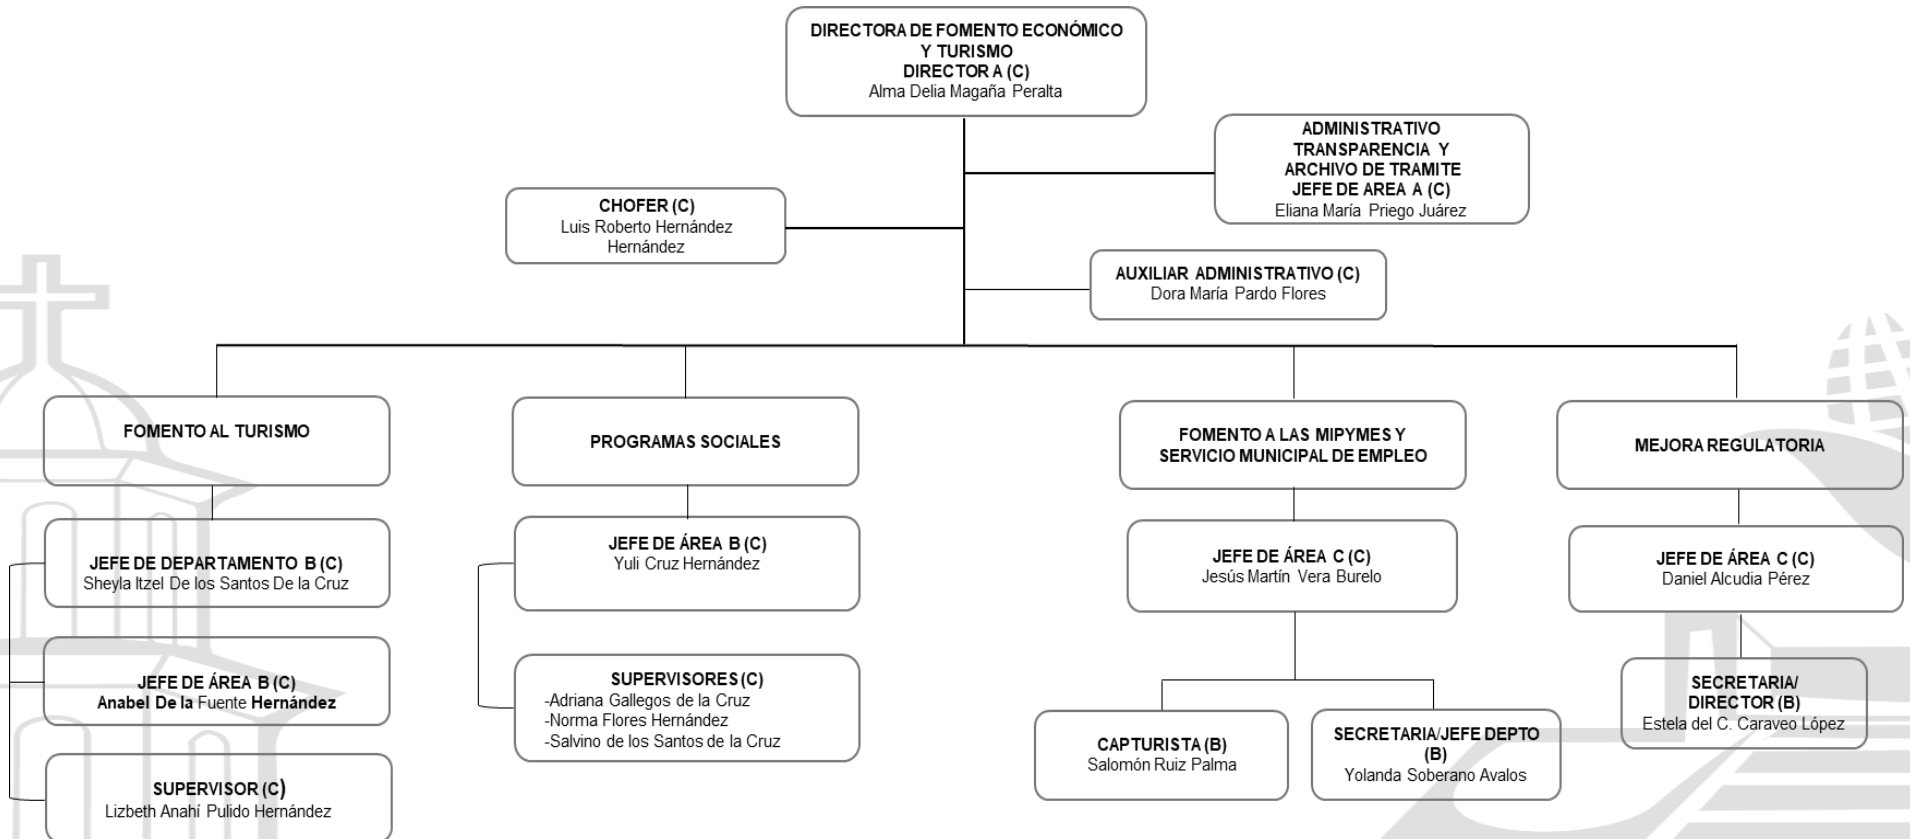 DIRECTORA DE FOMENTO ECONÓMICO
Y TURISMO
DIRECTOR A (C)
Alma Delia Magaña Peralta
ADMINISTRATIVO
TRANSPARENCIA Y
ARCHIVO DE TRAMITE
JEFE DE AREA A (C)
Eliana María Priego Juárez
CHOFER (C)
Luis Roberto Hernández
Hernández
AUXILIAR ADMINISTRATIVO (C)
Dora María Pardo Flores
FOMENTO AL TURISMO
JEFE DE DEPARTAMENTO B (C)
Sheyla Itzel De los Santos De la Cruz
JEFE DE ÁREA B (C)
Anabel De la Fuente Hernández
SUPERVISOR (C)
Lizbeth Anahí Pulido Hernández
PROGRAMAS SOCIALES
JEFE DE ÁREA B (C)
Yuli Cruz Hernández
SUPERVISORES (C)
-Adriana Gallegos de la Cruz
-Norma Flores Hernández
-Salvino de los Santos de la Cruz
FOMENTO A LAS MIPYMES Y
SERVICIO MUNICIPAL DE EMPLEO
JEFE DE ÁREA C (C)
Jesús Martín Vera Burelo
CAPTURISTA (B)
Salomón Ruiz Palma
SECRETARIA/JEFE DEPTO
(B)
Yolanda Soberano Avalos
MEJORA REGULATORIA
JEFE DE ÁREA C (C)
Daniel Alcudia Pérez
SECRETARIA/
DIRECTOR (B)
Estela del C. Caraveo López